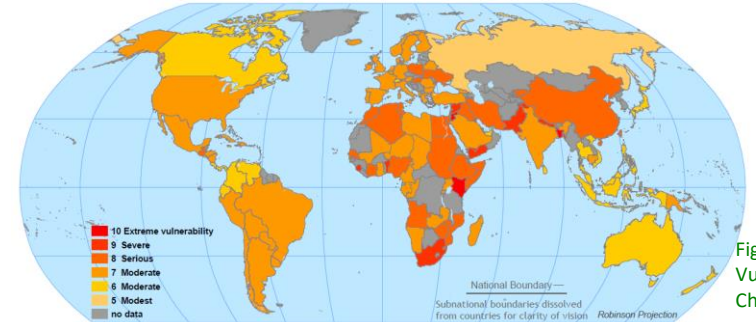 10 Extreme vulnerability
9 Severe
8 Serious
7 Moderate
6 Moderate
5 Modest
no data
National Boundary—
Subnational boundaries dissolved
from countries for clarity of vision
Robinson Projection
Fig
Vu
Ch